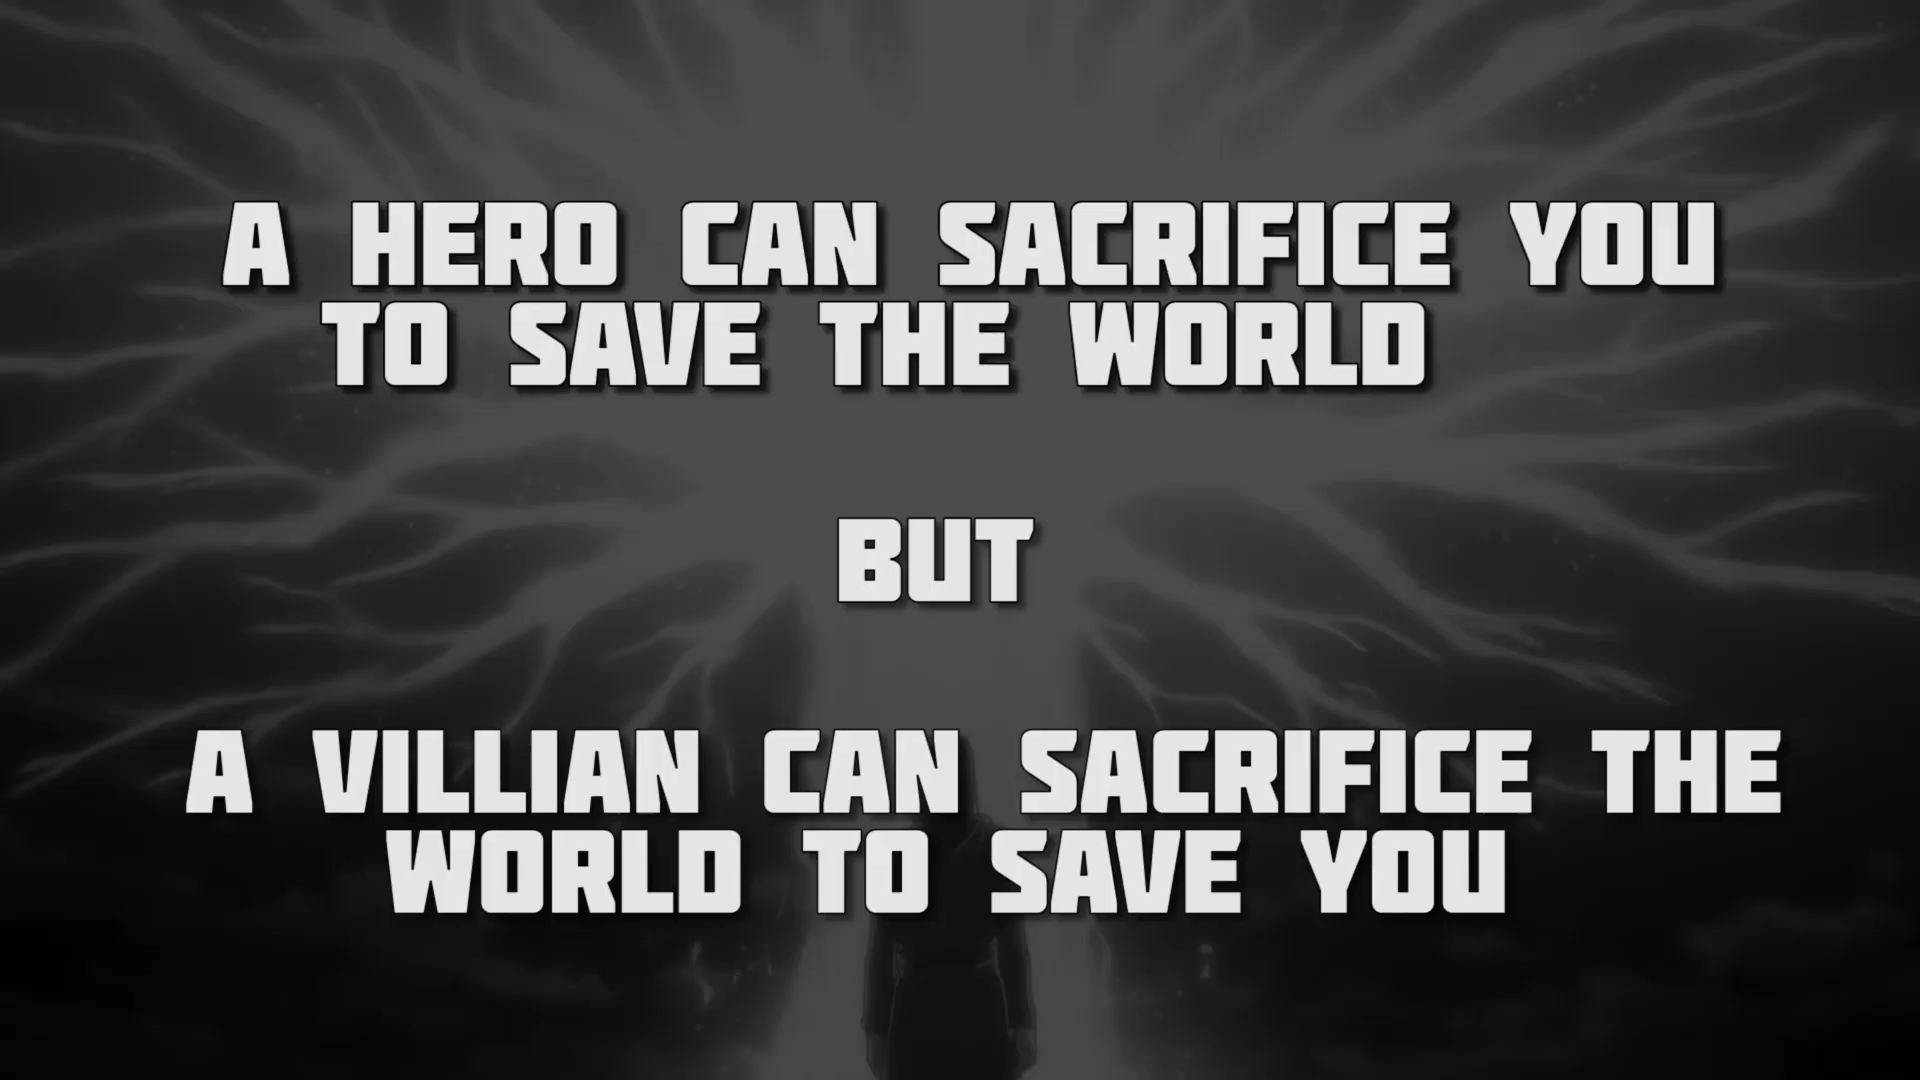 A HERO CAN SACRIFICE YOU
TO SAVE THE WORLD
BUT
A VILLIAN CAN SACRIFICE THE
WORLD TO SAVE YOU